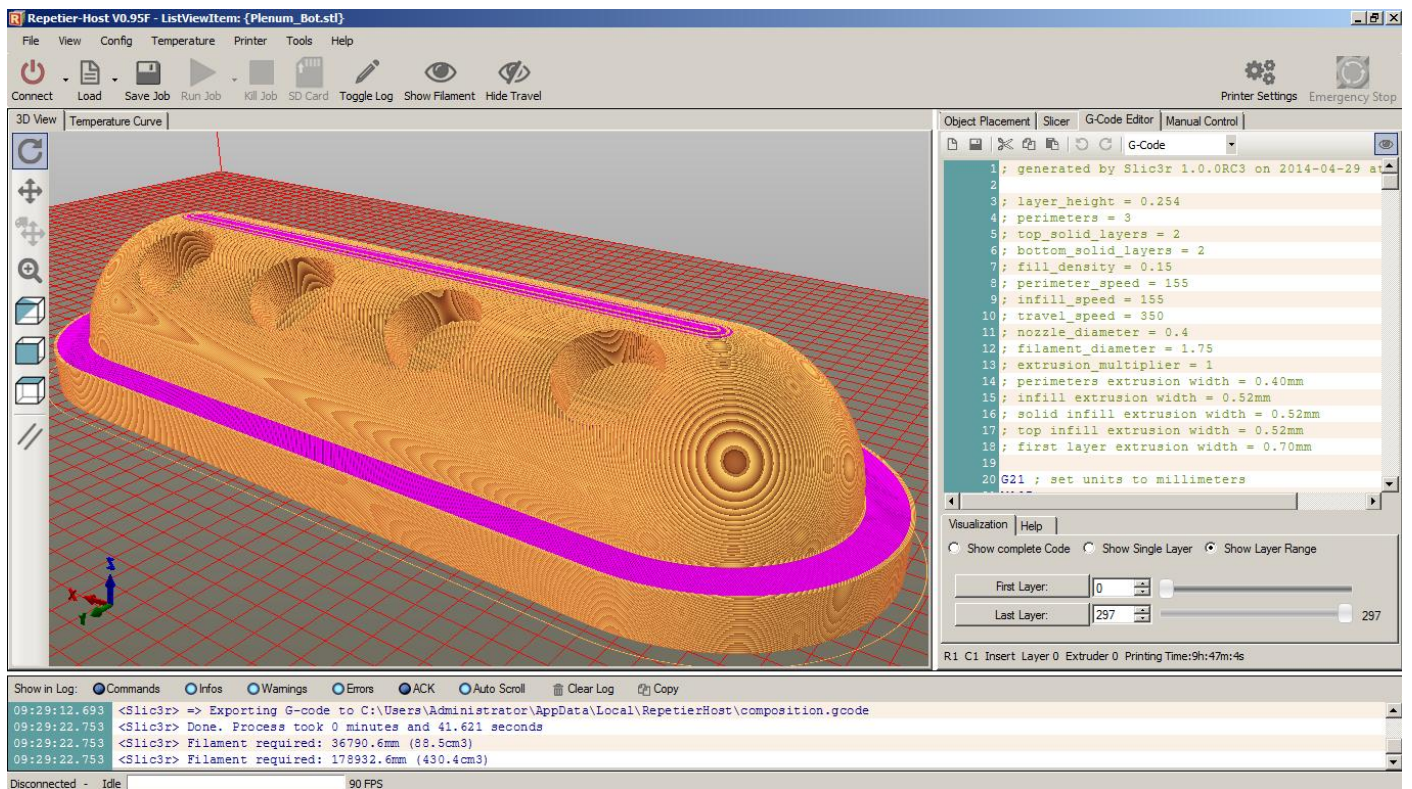 Repetier-Host V0.95F - ListViewItem: {Plenum_Bot.stl}
File View Config Temperature Printer Tools Help
Connect Load Save Job Run Job Kill Job SD Card Toggle Log Show Filament Hide Travel Printer Settings Emergency Stop
3D View Temperature Curve
Object Placement Slicer G-Code Editor Manual Control
G-Code
1 ; generated by Slic3r 1.0.0RC3 on 2014-04-29 at
2
3 ; layer_height = 0.254
4 ; perimeters = 3
5 ; top_solid_layers = 2
6 ; bottom_solid_layers = 2
7 ; fill_density = 0.15
8 ; perimeter_speed = 155
9 ; infill_speed = 155
10 ; travel_speed = 350
11 ; nozzle_diameter = 0.4
12 ; filament_diameter = 1.75
13 ; extrusion_multiplier = 1
14 ; perimeters extrusion width = 0.40mm
15 ; infill extrusion width = 0.52mm
16 ; solid infill extrusion width = 0.52mm
17 ; top infill extrusion width = 0.52mm
18 ; first layer extrusion width = 0.70mm
19
20 G21 ; set units to millimeters
Z
X
Y
Visualization Help
Show complete Code Show Single Layer Show Layer Range
First Layer: 0
Last Layer: 297 297
R1 C1 Insert Layer 0 Extruder 0 Printing Time:9h:47m:4s
Show in Log: Commands Infos Warnings Errors ACK Auto Scroll Clear Log Copy
09:29:12.693 <Slic3r> => Exporting G-code to C:\Users\Administrator\AppData\Local\RepetierHost\composition.gcode
09:29:22.753 <Slic3r> Done. Process took 0 minutes and 41.621 seconds
09:29:22.753 <Slic3r> Filament required: 36790.6mm (88.5cm3)
09:29:22.753 <Slic3r> Filament required: 178932.6mm (430.4cm3)
Disconnected - Idle 90 FPS